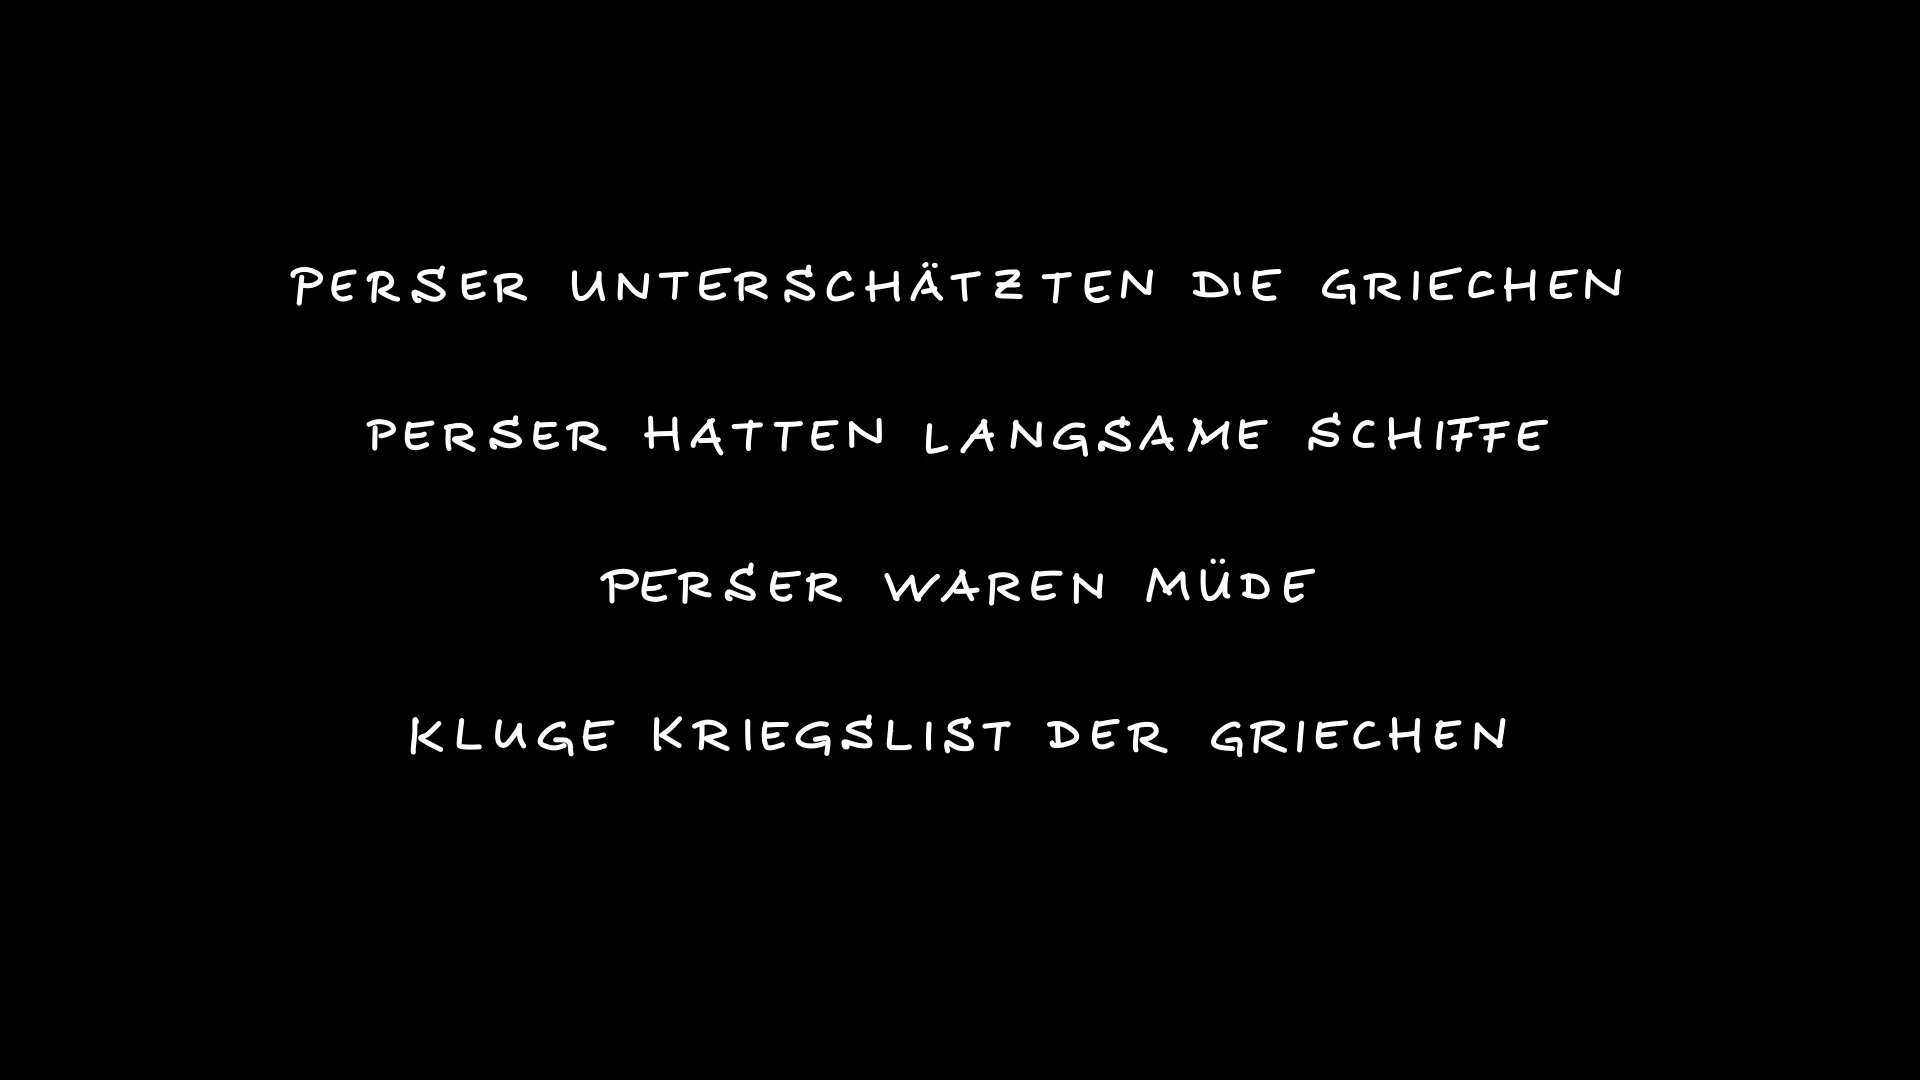 PERSER UNTERSCHÄTZTEN DIE GRIECHEN
PERSER HATTEN LANGSAME SCHIFFE
PERSER WAREN MÜDE
KLUGE KRIEGSLIST DER GRIECHEN